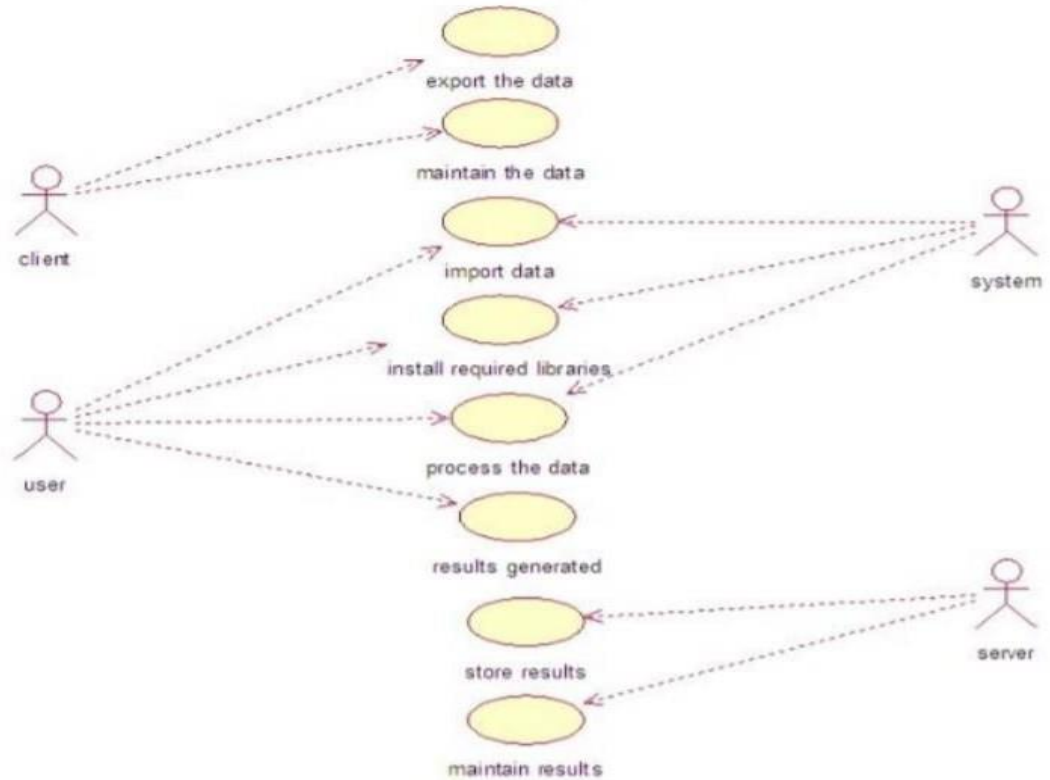 export the data
maintain the data
client
import data
system
install required libraries
process the data
user
results generated
store results
server
maintain results